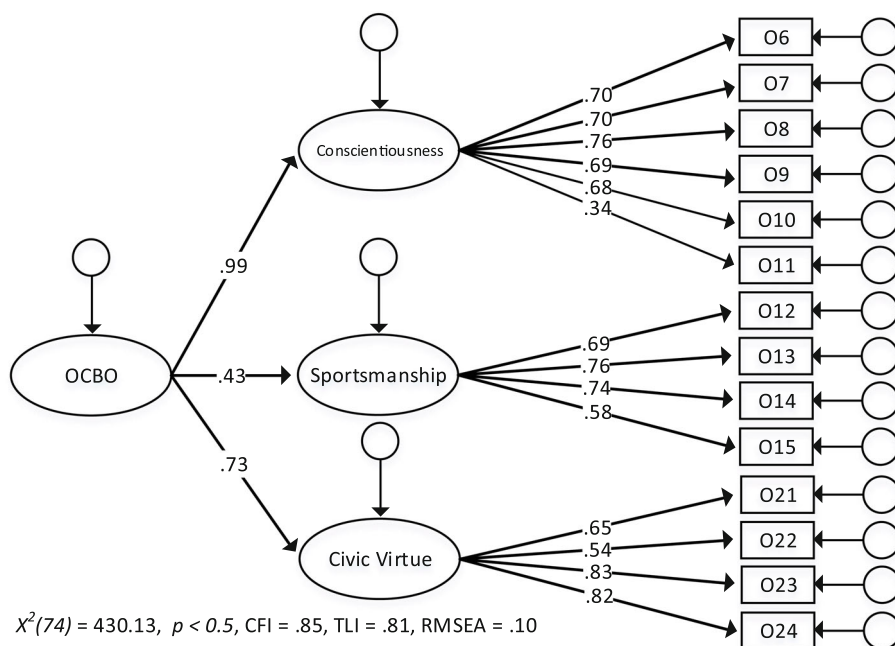 O6
.70
O7
.70
O8
.76
Conscientiousness
O9
.69
.68
O10
.34
O11
.99
O12
.69
O13
.76
OCBO
.43
Sportsmanship
O14
.74
.58
O15
.73
O21
.65
O22
.54
Civic Virtue
O23
.83
.82
O24
X²(74) = 430.13, p < 0.5, CFI = .85, TLI = .81, RMSEA = .10